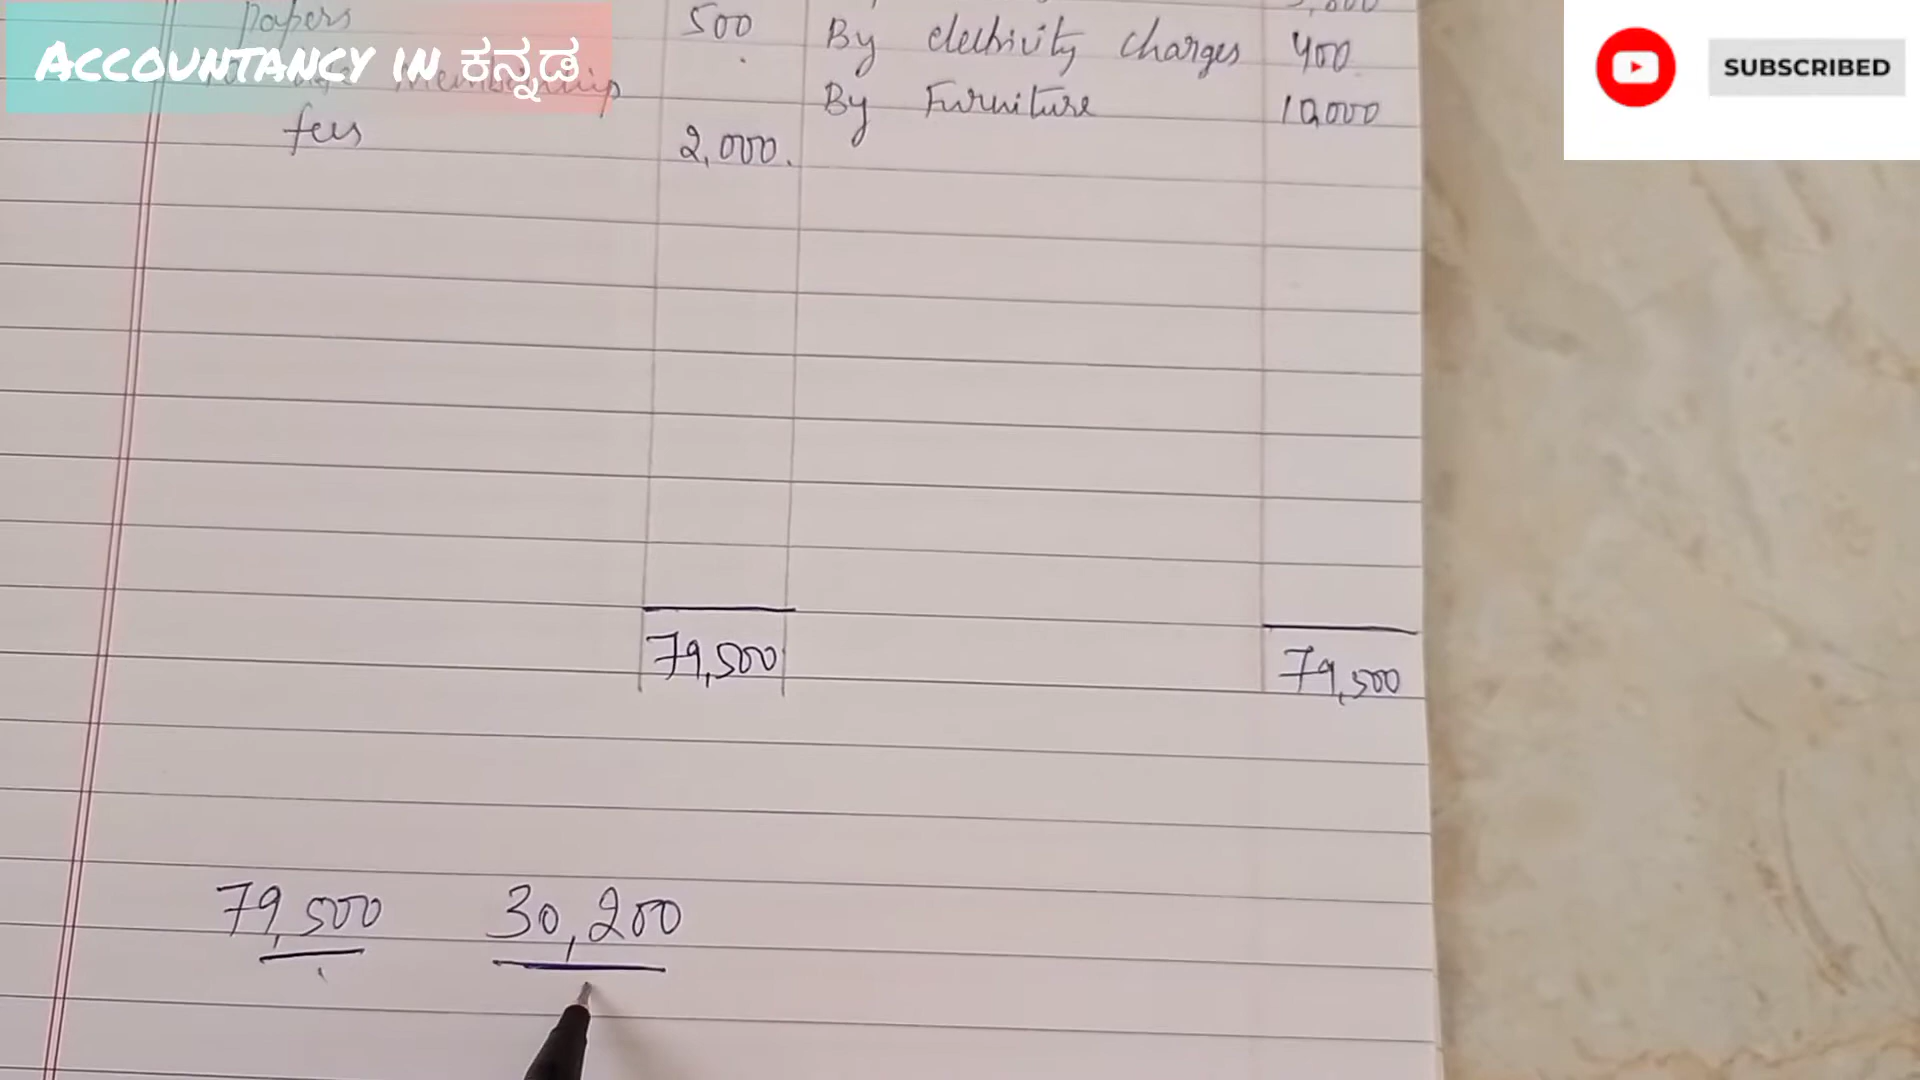 papers 500
ACCOUNTANCY IN ಕನ್ನಡ
SUBSCRIBED
By electricity charges 400
By Furniture 10,000
fees 2,000.
79,500 79,500
79,500 30,200